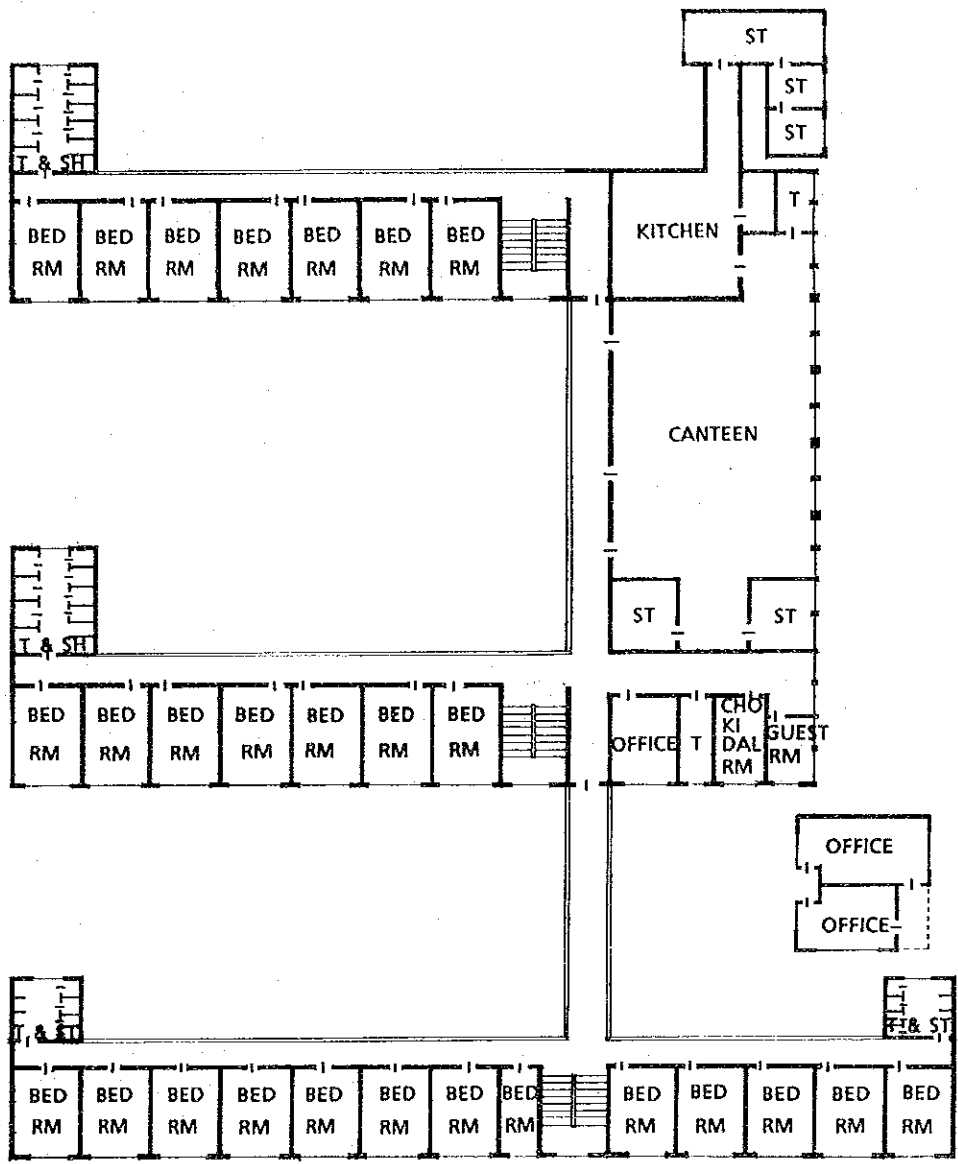 ST
ST
ST
T & SH
T
BED BED BED BED BED BED BED
RM RM RM RM RM RM RM
KITCHEN
CANTEEN
T & SH
ST ST
BED BED BED BED BED BED BED
RM RM RM RM RM RM RM
OFFICE
T
CHO
KI
DAL
RM
GUEST
RM
OFFICE
OFFICE
T & ST
& ST
BED BED BED BED BED BED BED BED BED BED BED BED BED
RM RM RM RM RM RM RM RM RM RM RM RM RM